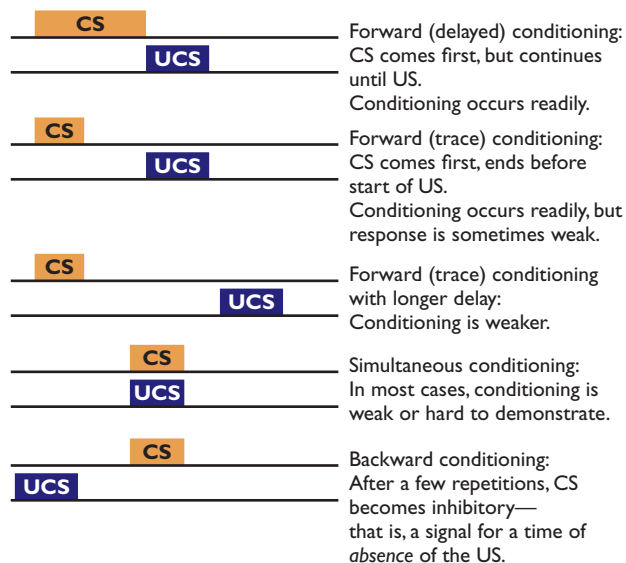 CS
UCS
Forward (delayed) conditioning:
CS comes first, but continues
until US.
Conditioning occurs readily.
CS
UCS
Forward (trace) conditioning:
CS comes first, ends before
start of US.
Conditioning occurs readily, but
response is sometimes weak.
CS
UCS
Forward (trace) conditioning
with longer delay:
Conditioning is weaker.
CS
UCS
Simultaneous conditioning:
In most cases, conditioning is
weak or hard to demonstrate.
CS
UCS
Backward conditioning:
After a few repetitions, CS
becomes inhibitory—
that is, a signal for a time of
absence of the US.